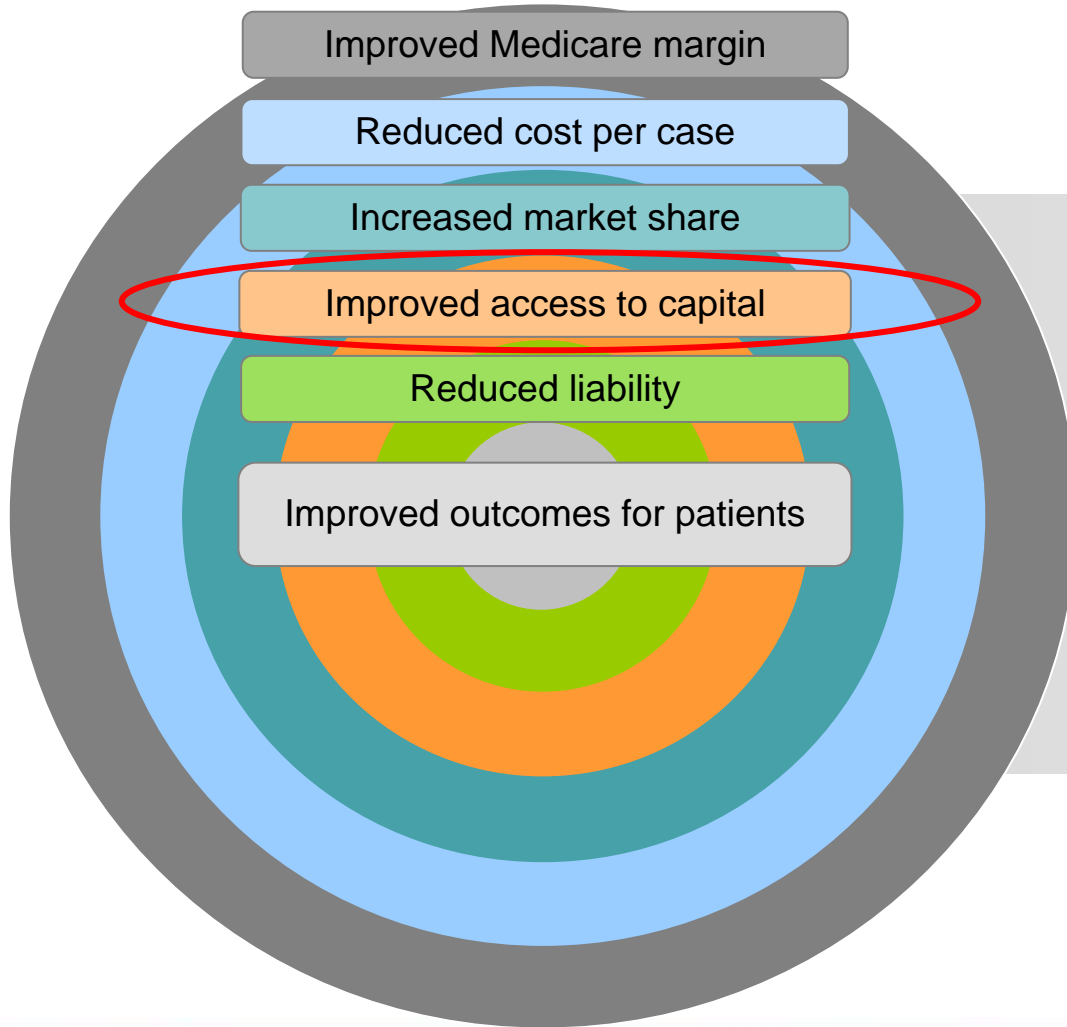 Improved Medicare margin
Reduced cost per case
Increased market share
Improved access to capital
Reduced liability
Improved outcomes for patients